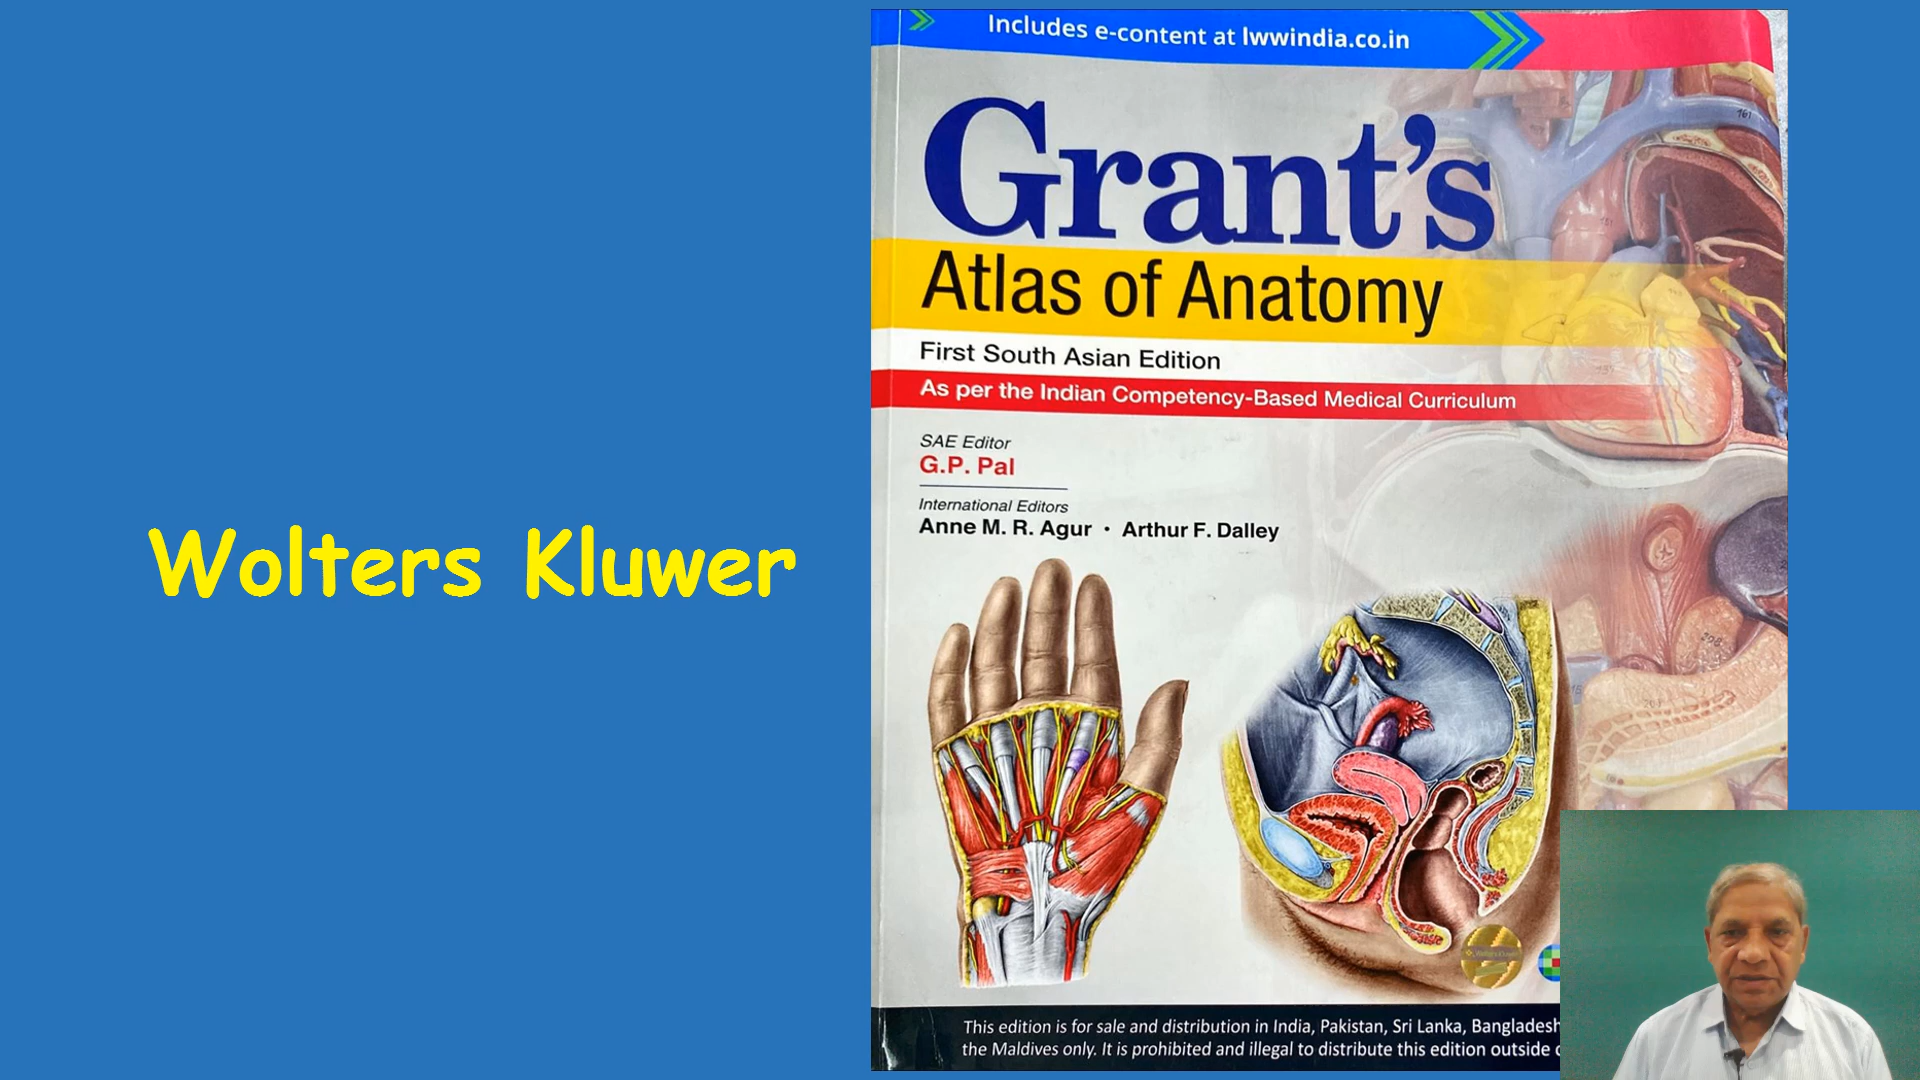 Wolters Kluwer
Includes e-content at lwwindia.co.in
Grant's
Atlas of Anatomy
First South Asian Edition
As per the Indian Competency-Based Medical Curriculum
SAE Editor
G.P. Pal
International Editors
Anne M. R. Agur • Arthur F. Dalley
This edition is for sale and distribution in India, Pakistan, Sri Lanka, Bangladesh
the Maldives only. It is prohibited and illegal to distribute this edition outside